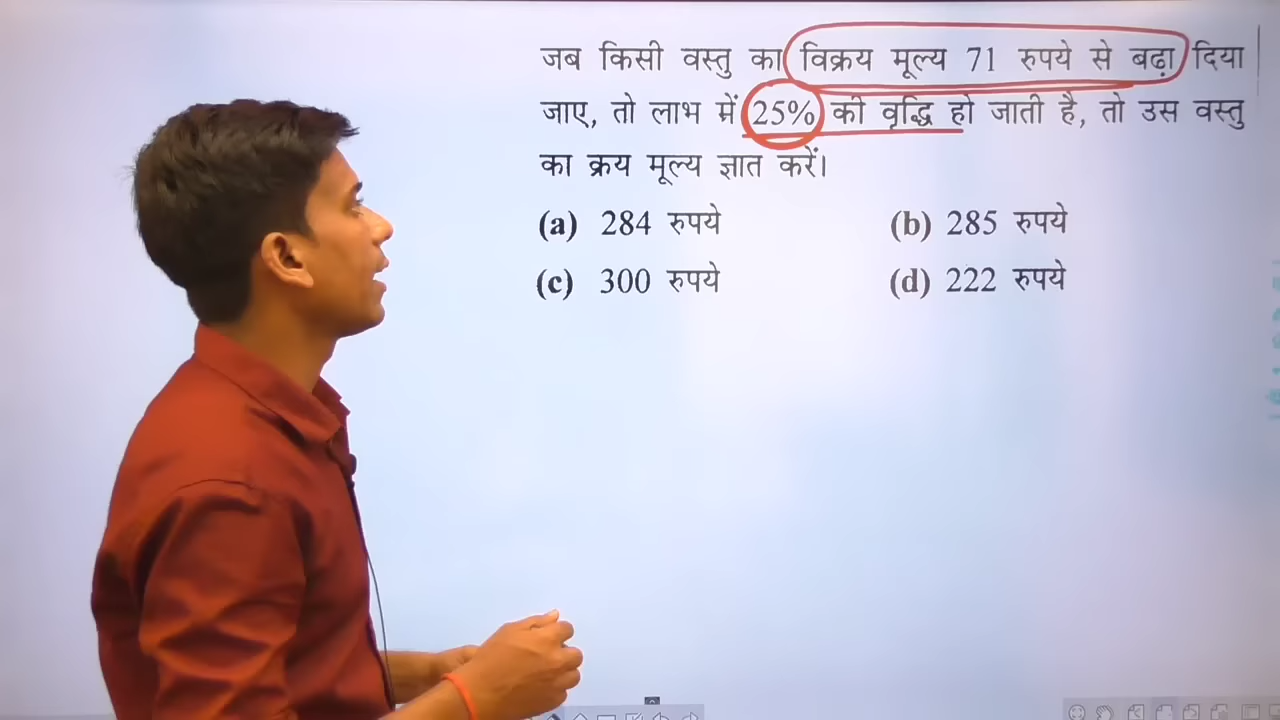 जब किसी वस्तु का विक्रय मूल्य 71 रुपये से बढ़ा दिया
जाए, तो लाभ में 25% की वृद्धि हो जाती है, तो उस वस्तु
का क्रय मूल्य ज्ञात करें।
(a) 284 रुपये (b) 285 रुपये
(c) 300 रुपये (d) 222 रुपये